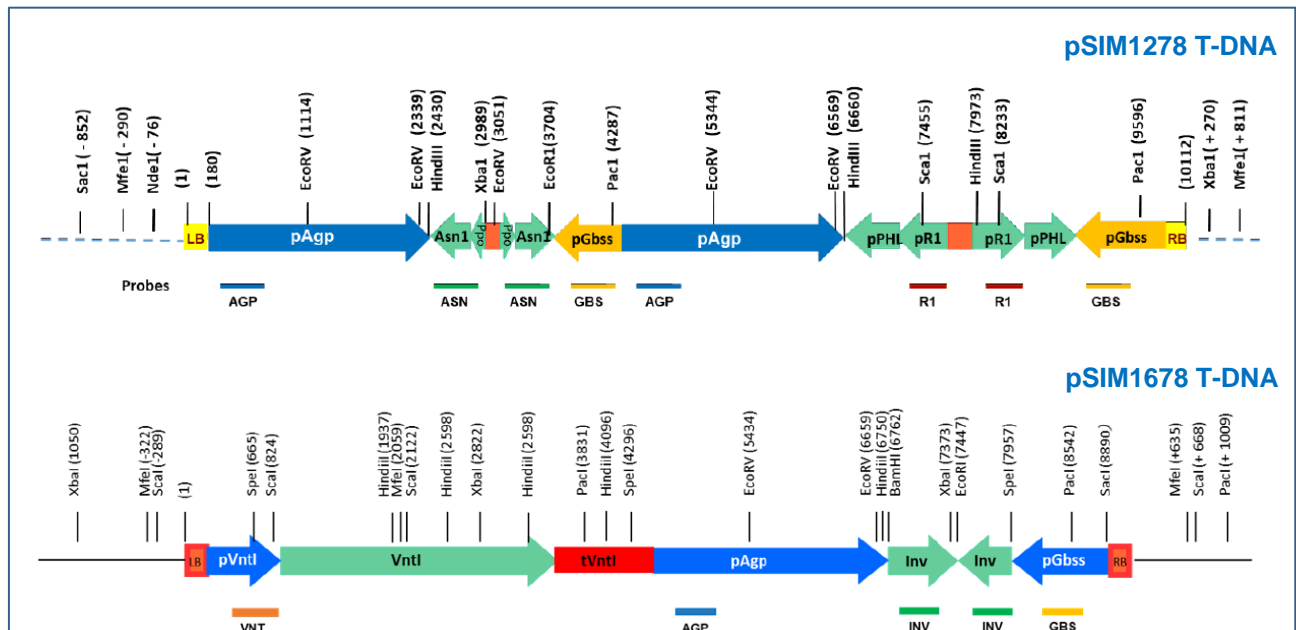 pSIM1278 T-DNA
Sac1 (- 852)
Mfe1 (- 290)
Nde1 (- 76)
(1)
(180)
EcoRV (1114)
EcoRV (2339)
HindIII (2430)
Xba1 (2989)
EcoRV (3051)
EcoR1(3704)
Pac1 (4287)
EcoRV (5344)
EcoRV (6569)
HindIII (6660)
Sca1 (7455)
HindIII (7973)
Sca1 (8233)
Pac1 (9596)
(10112)
Xba1 (+ 270)
Mfe1 (+ 811)
LB pAgp Asn1 Ppo Ppo Asn1 pGbss pAgp pPHL pR1 pR1 pPHL pGbss RB
Probes
AGP ASN ASN GBS AGP R1 R1 GBS
pSIM1678 T-DNA
XbaI (1050)
MfeI (-322)
ScaI (-289)
(1)
SpeI (665)
ScaI (824)
HindiiI (1937)
MfeI (2059)
ScaI (2122)
HindiiI (2598)
XbaI (2822)
HindiiI (2598)
PacI (3831)
HindiiI (4096)
SpeI (4296)
EcoRV (5434)
EcoRV (6659)
HindiiI (6750)
BamHI (6762)
XbaI (7373)
EcoRI (7447)
SpeI (7957)
PacI (8542)
SacI (8890)
MfeI (+635)
ScaI (+ 668)
PacI (+ 1009)
LB pVntI VntI tVntI pAgp Inv Inv pGbss RB
VNT AGP INV INV GBS